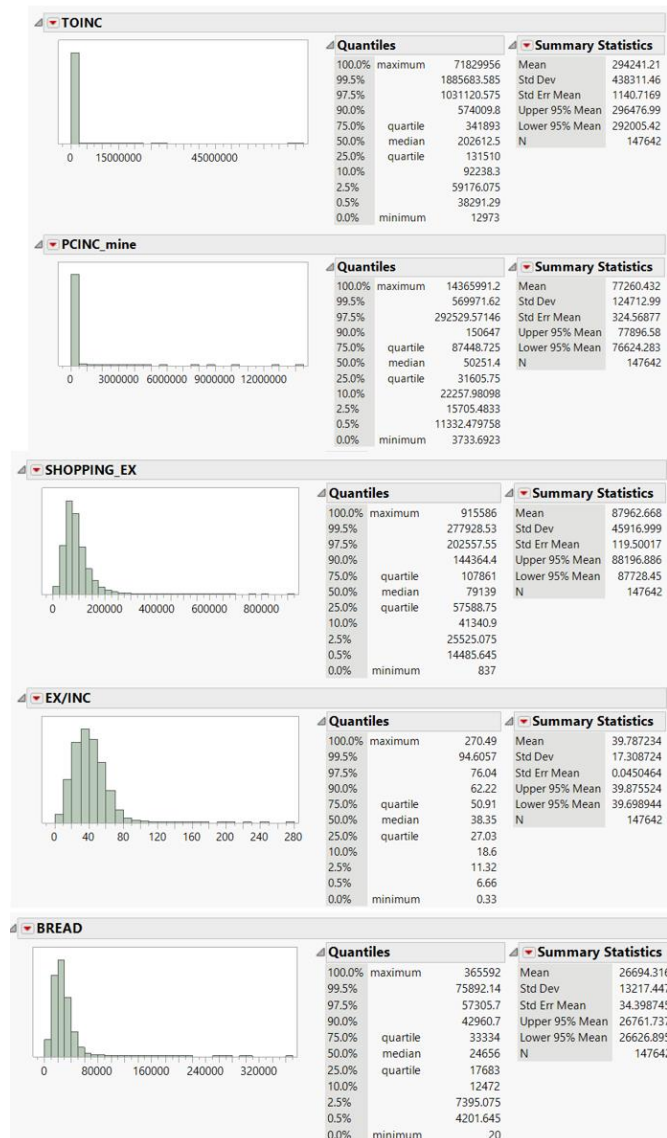 TOINC
Quantiles Summary Statistics
100.0% maximum 71829956 Mean 294241.21
99.5% 1885683.585 Std Dev 438311.46
97.5% 1031120.575 Std Err Mean 1140.7169
90.0% 574009.8 Upper 95% Mean 296476.99
75.0% quartile 341893 Lower 95% Mean 292005.42
50.0% median 202612.5 N 147642
25.0% quartile 131510
10.0% 92238.3
2.5% 59176.075
0.5% 38291.29
0.0% minimum 12973
0 15000000 45000000
PCINC_mine
Quantiles Summary Statistics
100.0% maximum 14365991.2 Mean 77260.432
99.5% 569971.62 Std Dev 124712.99
97.5% 292529.57146 Std Err Mean 324.56877
90.0% 150647 Upper 95% Mean 77896.58
75.0% quartile 87448.725 Lower 95% Mean 76624.283
50.0% median 50251.4 N 147642
25.0% quartile 31605.75
10.0% 22257.98098
2.5% 15705.4833
0.5% 11332.479758
0.0% minimum 3733.6923
0 3000000 6000000 9000000 12000000
SHOPPING_EX
Quantiles Summary Statistics
100.0% maximum 915586 Mean 87962.668
99.5% 277928.53 Std Dev 45916.999
97.5% 202557.55 Std Err Mean 119.50017
90.0% 144364.4 Upper 95% Mean 88196.886
75.0% quartile 107861 Lower 95% Mean 87728.45
50.0% median 79139 N 147642
25.0% quartile 57588.75
10.0% 41340.9
2.5% 25525.075
0.5% 14485.645
0.0% minimum 837
0 200000 400000 600000 800000
EX/INC
Quantiles Summary Statistics
100.0% maximum 270.49 Mean 39.787234
99.5% 94.6057 Std Dev 17.308724
97.5% 76.04 Std Err Mean 0.0450464
90.0% 62.22 Upper 95% Mean 39.875524
75.0% quartile 50.91 Lower 95% Mean 39.698944
50.0% median 38.35 N 147642
25.0% quartile 27.03
10.0% 18.6
2.5% 11.32
0.5% 6.66
0.0% minimum 0.33
0 40 80 120 160 200 240 280
BREAD
Quantiles Summary Statistics
100.0% maximum 365592 Mean 26694.316
99.5% 75892.14 Std Dev 13217.447
97.5% 57305.7 Std Err Mean 34.398745
90.0% 42960.7 Upper 95% Mean 26761.737
75.0% quartile 33334 Lower 95% Mean 26626.895
50.0% median 24656 N 147642
25.0% quartile 17683
10.0% 12472
2.5% 7395.075
0.5% 4201.645
0.0% minimum 20
0 80000 160000 240000 320000